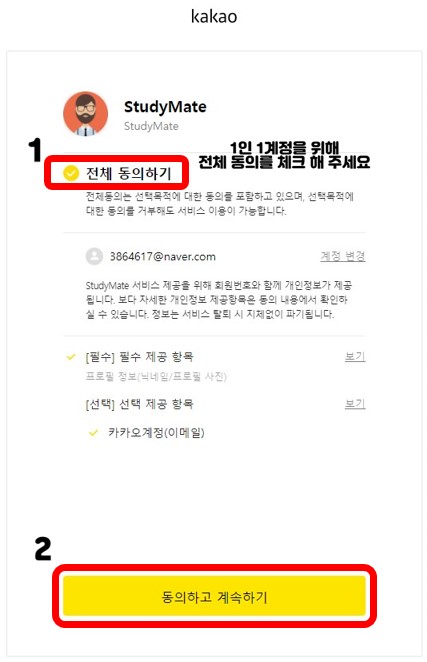 kakao
StudyMate
StudyMate
1
1인 1계정을 위해
전체 동의를 체크 해 주세요
전체 동의하기
전체동의는 선택목적에 대한 동의를 포함하고 있으며, 선택목적에
대한 동의를 거부해도 서비스 이용이 가능합니다.
3864617@naver.com 계정 변경
StudyMate 서비스 제공을 위해 회원번호와 함께 개인정보가 제공
됩니다. 보다 자세한 개인정보 제공항목은 동의 내용에서 확인하
실 수 있습니다. 정보는 서비스 탈퇴 시 지체없이 파기됩니다.
[필수] 필수 제공 항목 보기
프로필 정보(닉네임/프로필 사진)
[선택] 선택 제공 항목 보기
카카오계정(이메일)
2
동의하고 계속하기